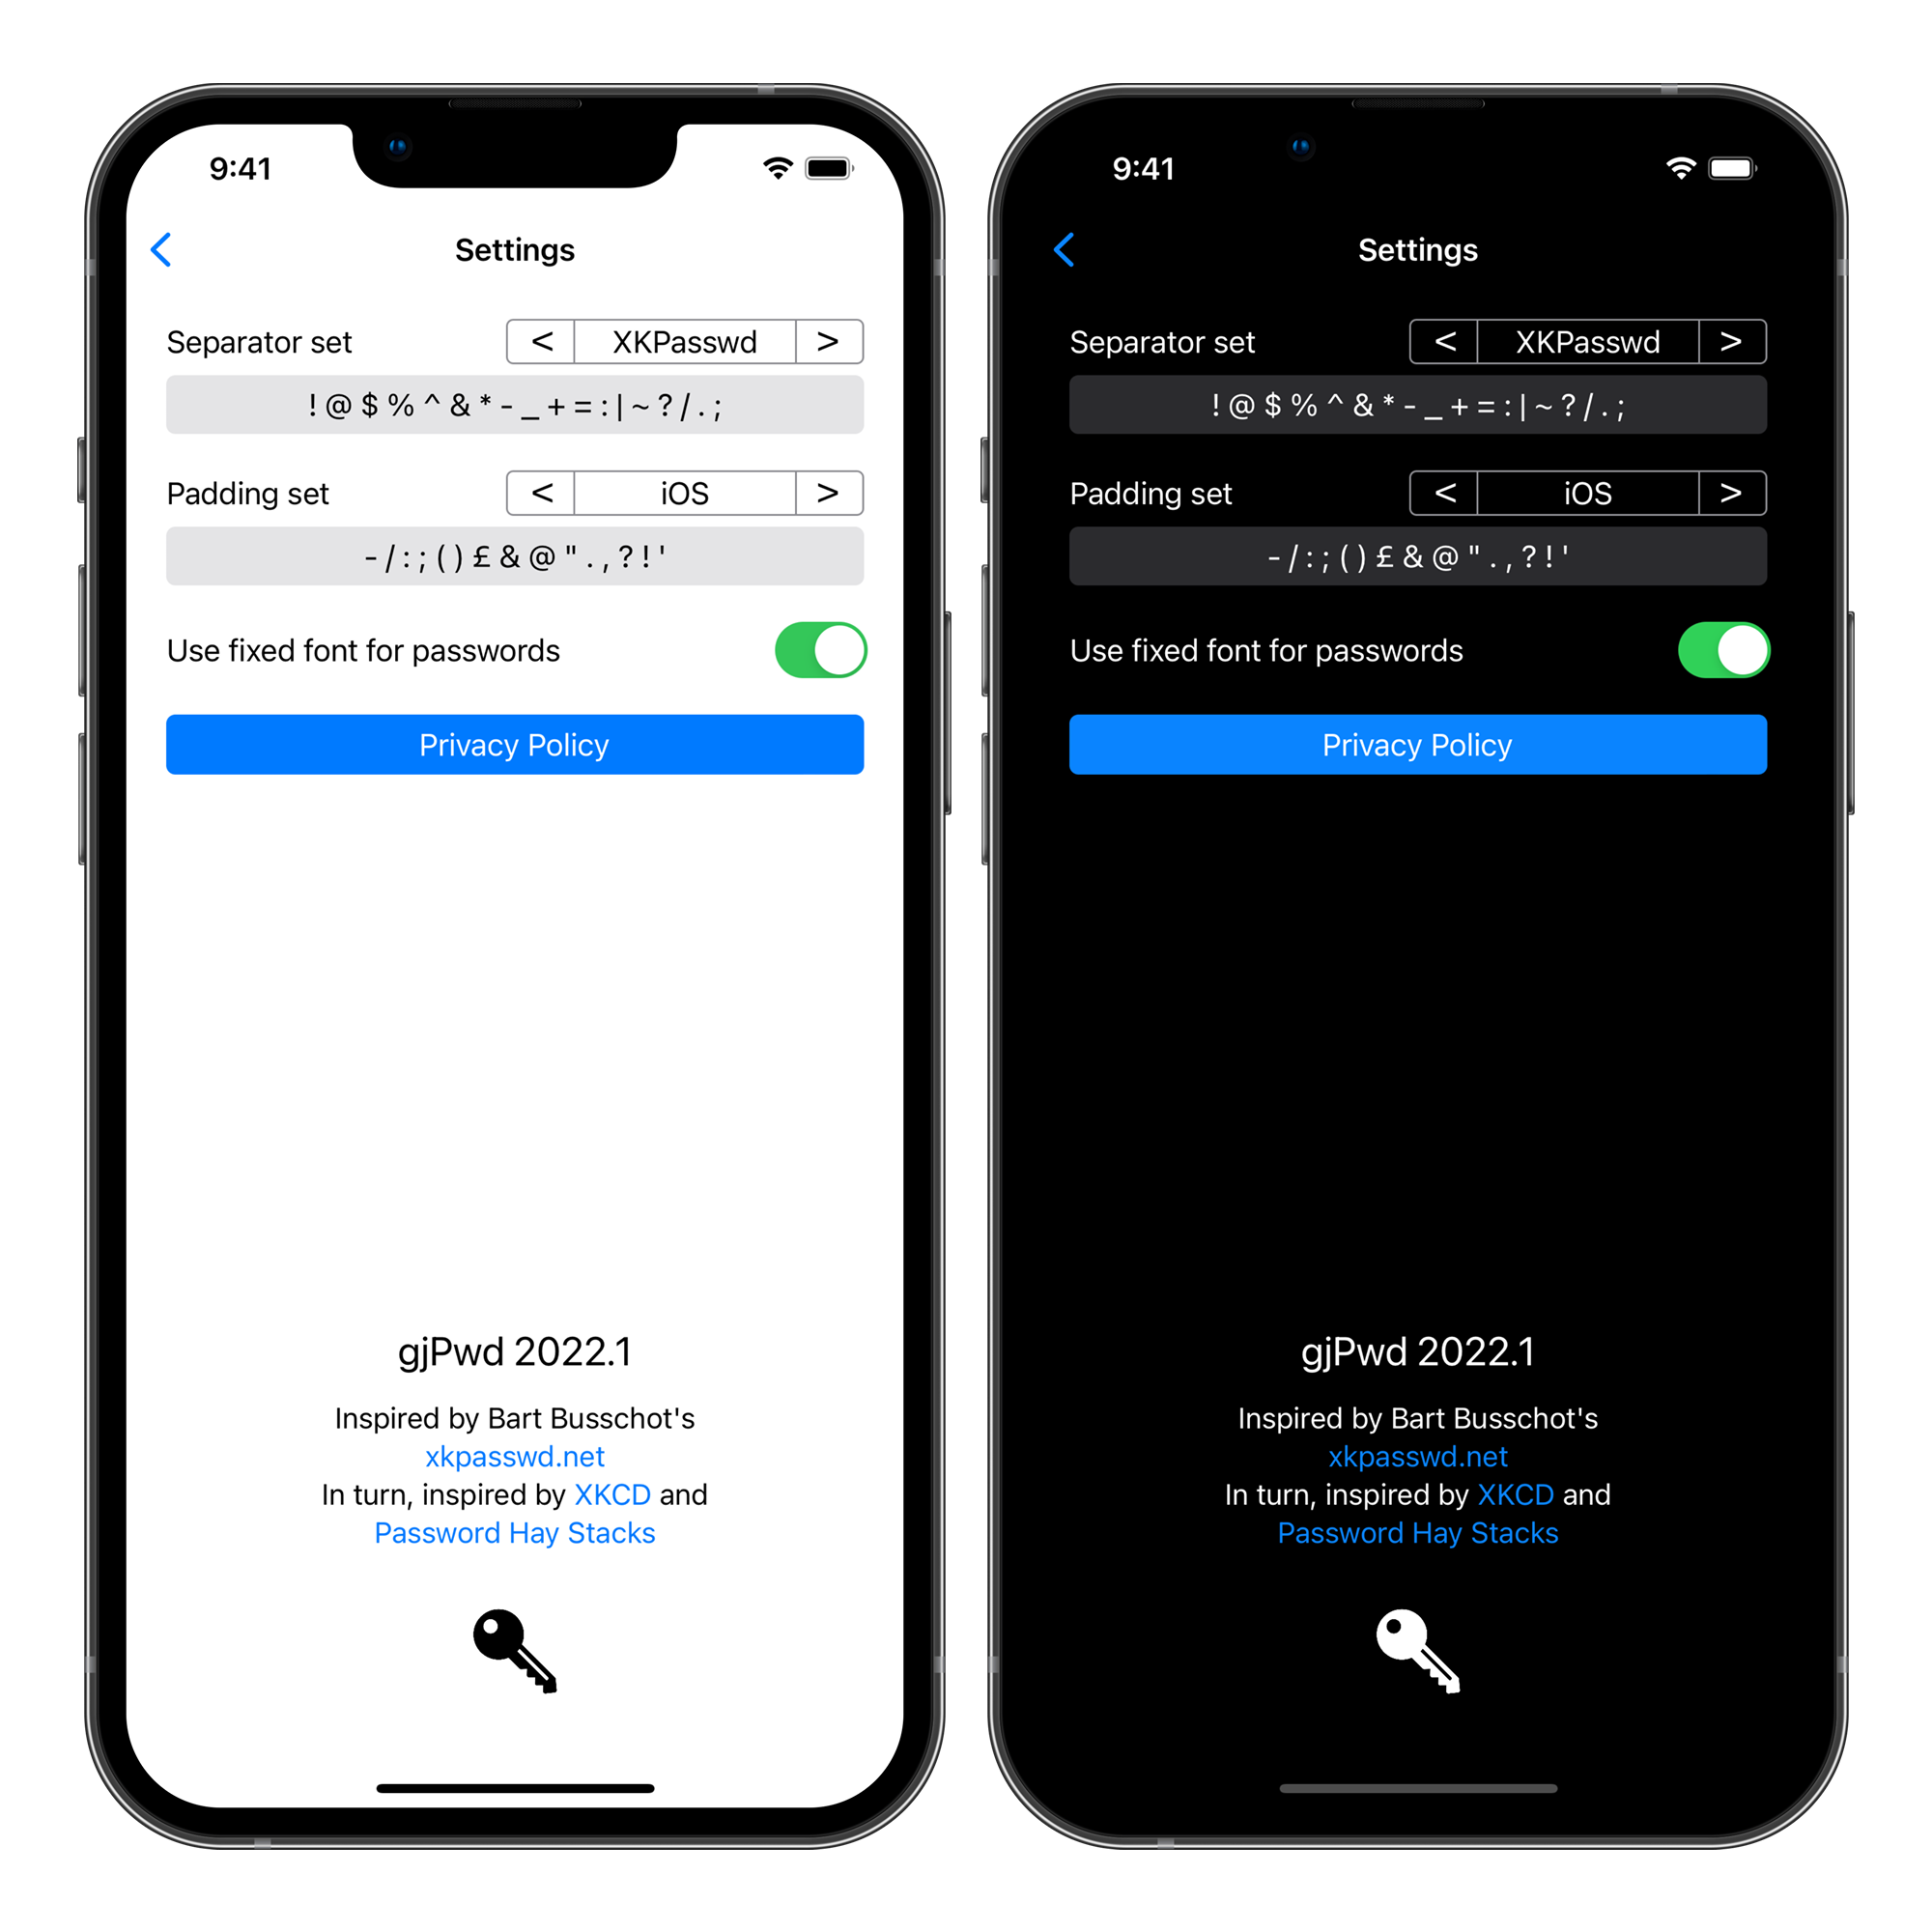 9:41
Settings
Separator set < XKPasswd >
! @ $ % ^ & * - _ + = : | ~ ? / . ;
Padding set < iOS >
- / : ; ( ) £ & @ " . , ? ! '
Use fixed font for passwords
Privacy Policy
gjPwd 2022.1
Inspired by Bart Busschot's
xkpasswd.net
In turn, inspired by XKCD and
Password Hay Stacks
9:41
Settings
Separator set < XKPasswd >
! @ $ % ^ & * - _ + = : | ~ ? / . ;
Padding set < iOS >
- / : ; ( ) £ & @ " . , ? ! '
Use fixed font for passwords
Privacy Policy
gjPwd 2022.1
Inspired by Bart Busschot's
xkpasswd.net
In turn, inspired by XKCD and
Password Hay Stacks